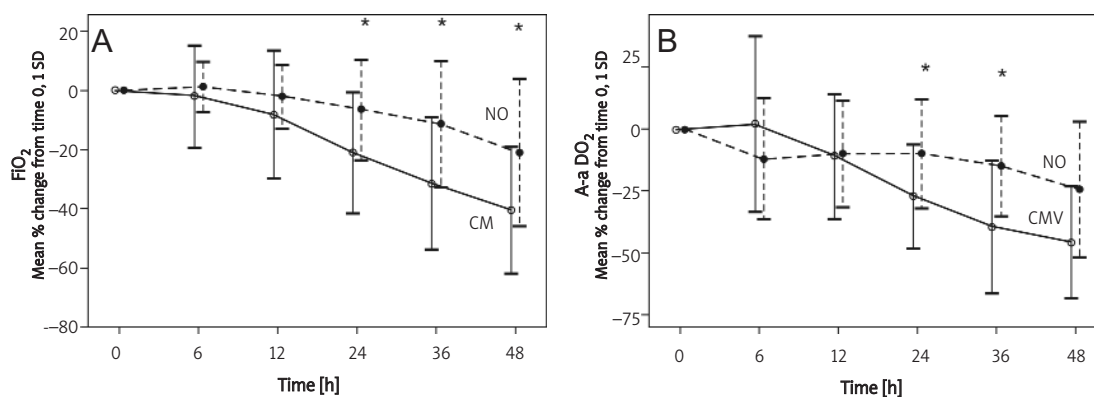 A
FiO2
Mean % change from time 0, 1 SD
20
0
−20
−40
−60
-−80
* * *
NO
CM
0 6 12 24 36 48
Time [h]
B
A-a DO2
Mean % change from time 0, 1 SD
25
0
−25
−50
−75
* *
NO
CMV
0 6 12 24 36 48
Time [h]